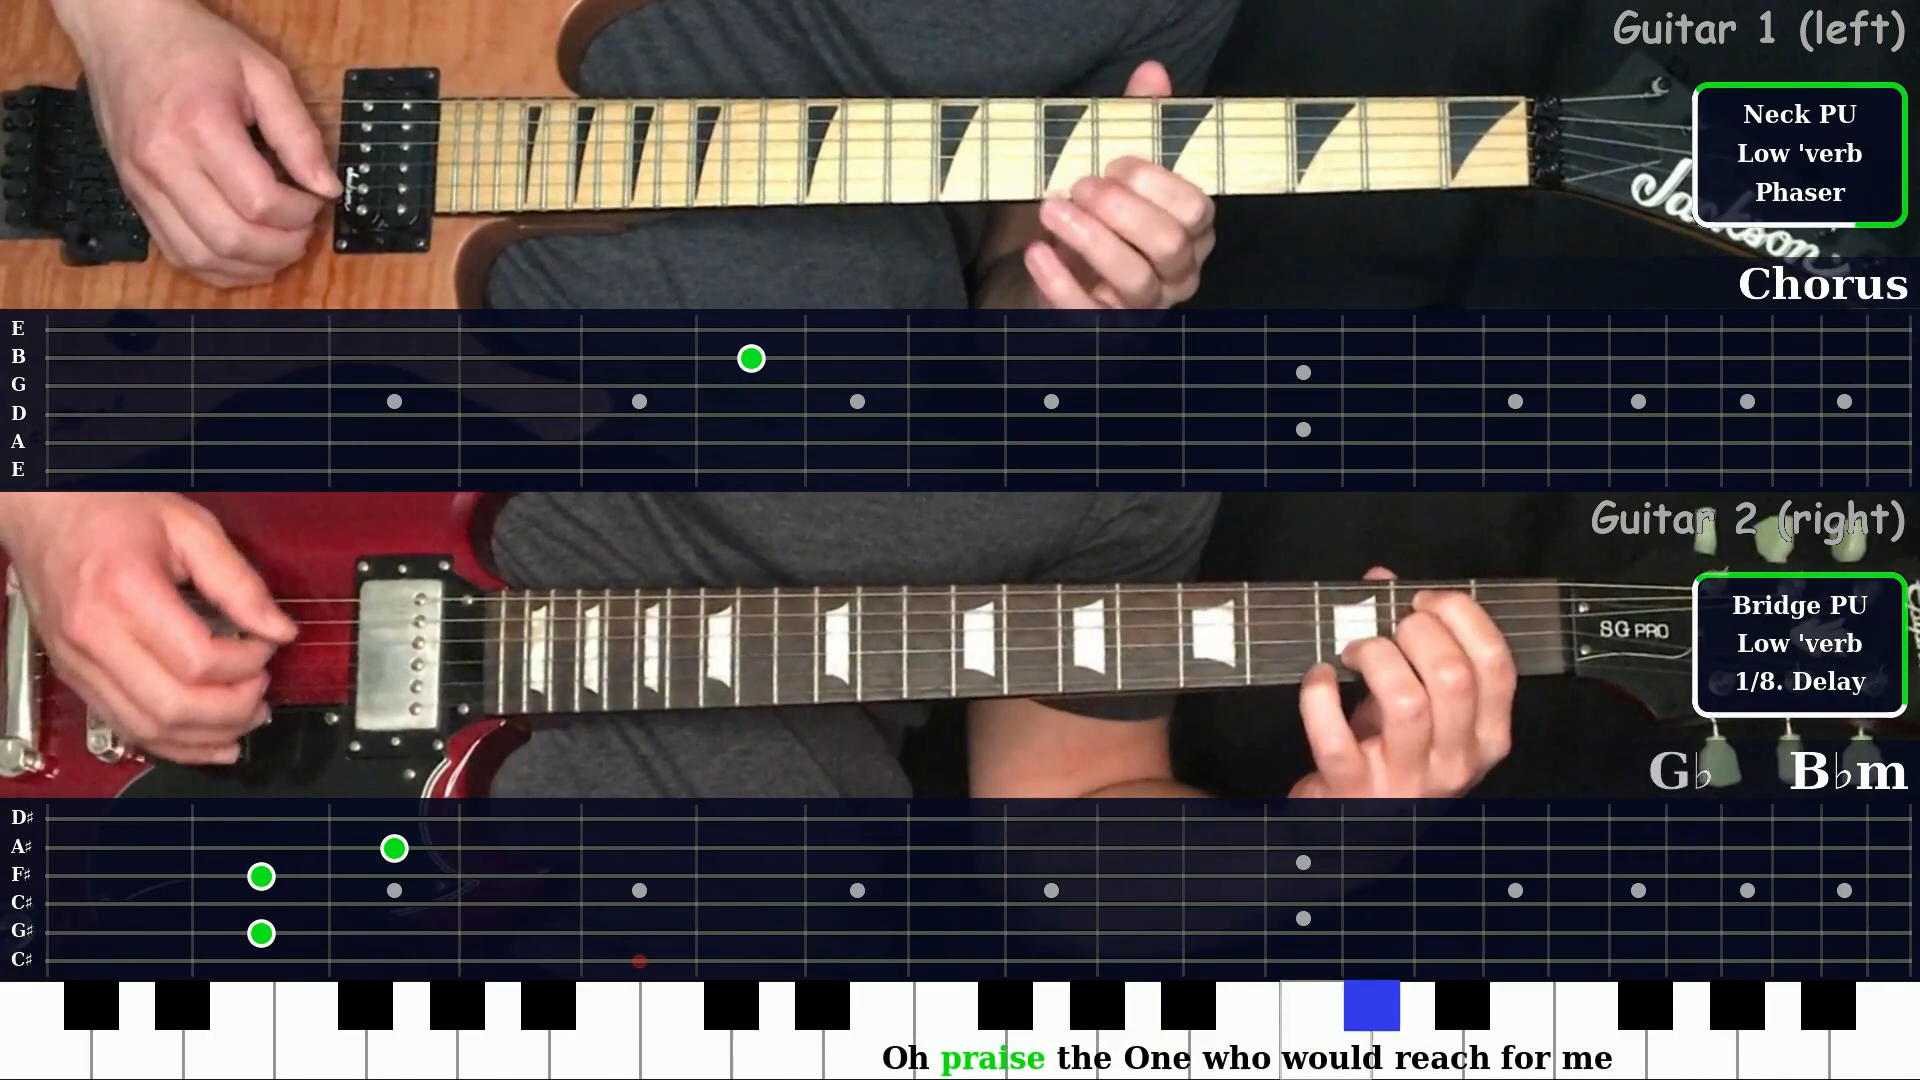 Guitar 1 (left)
Neck PU
Low 'verb
Phaser
Jackson
Chorus
E
B
G
D
A
E
Guitar 2 (right)
Bridge PU
Low 'verb
1/8. Delay
SG PRO
G♭ B♭m
D♯
A♯
F♯
C♯
G♯
C♯
Oh praise the One who would reach for me